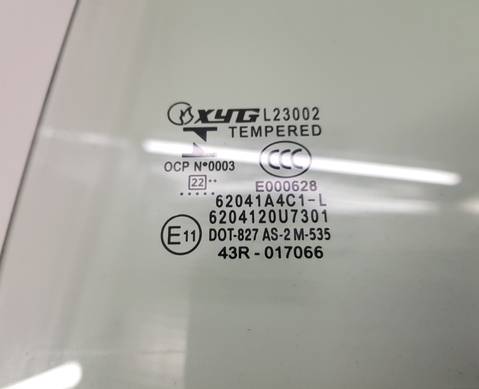 XYG L23002
TEMPERED
OCP N°0003
CCC
22
E000628
62041A4C1-L
6204120U7301
E11
DOT-827 AS-2 M-535
43R - 017066